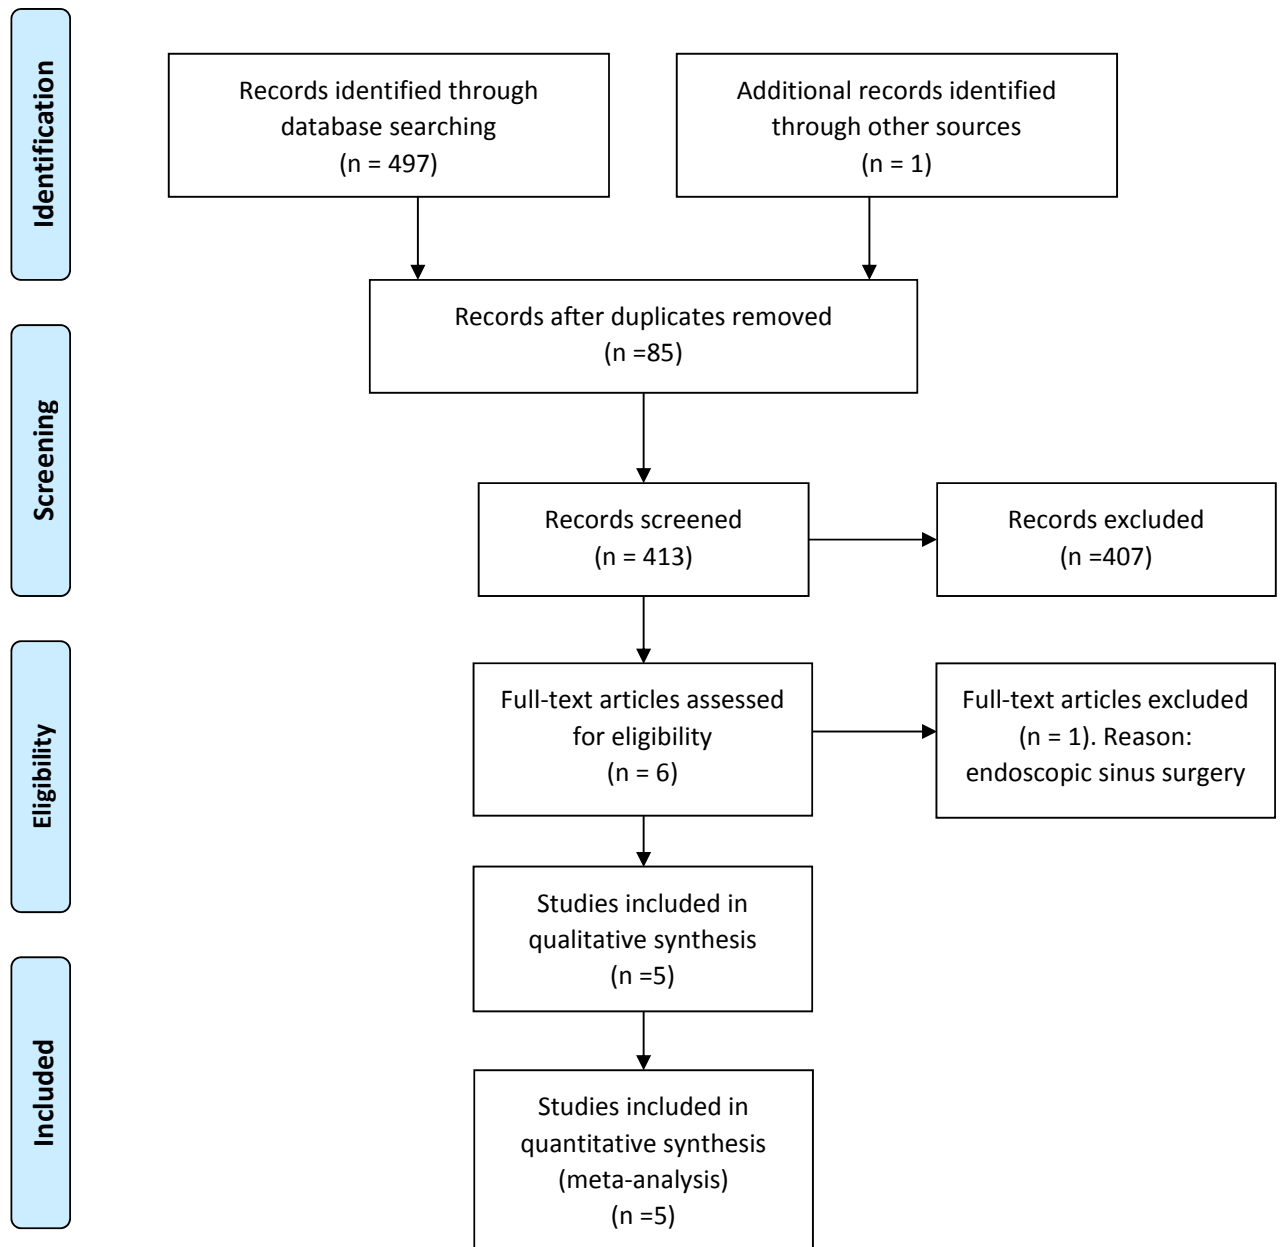 Identification
Records identified through
database searching
(n = 497)
Additional records identified
through other sources
(n = 1)
Records after duplicates removed
(n =85)
Screening
Records screened
(n = 413)
Records excluded
(n =407)
Eligibility
Full-text articles assessed
for eligibility
(n = 6)
Full-text articles excluded
(n = 1). Reason:
endoscopic sinus surgery
Studies included in
qualitative synthesis
(n =5)
Included
Studies included in
quantitative synthesis
(meta-analysis)
(n =5)